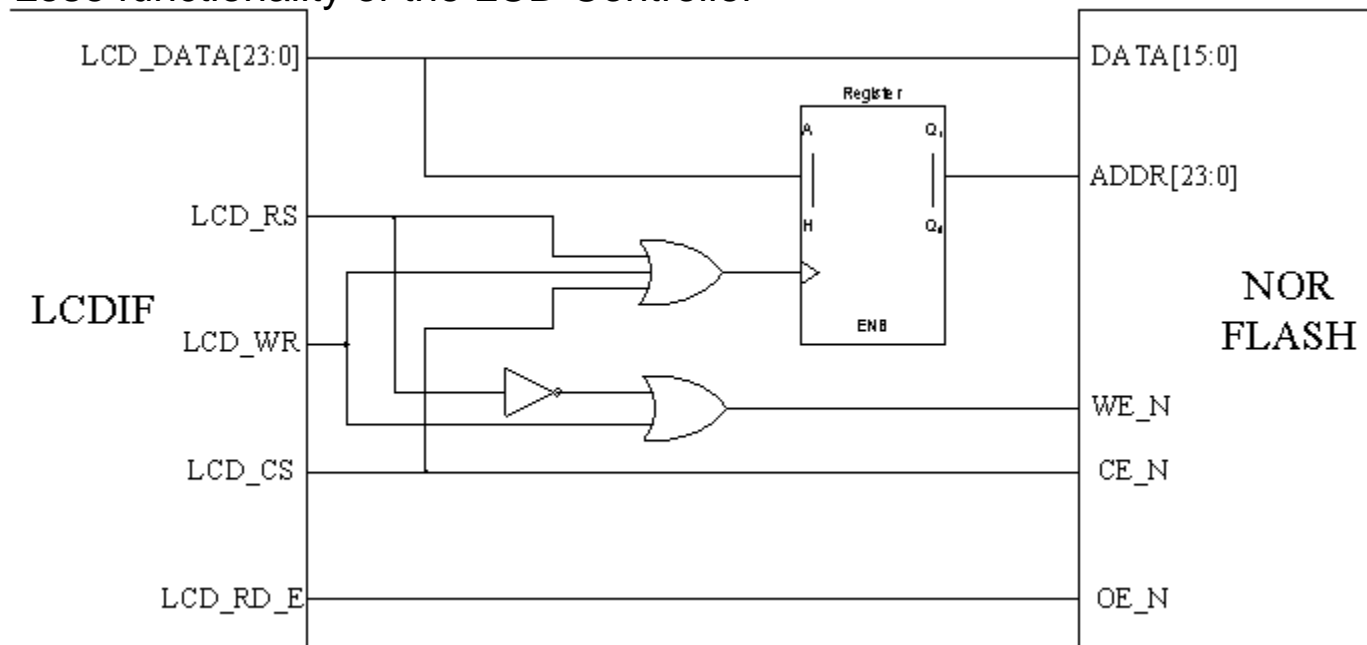 LCD_DATA[23:0]
DATA[15:0]
Register
A
Q
ADDR[23:0]
LCD_RS
H
Q
LCDIF
NOR
FLASH
LCD_WR
ENB
WE_N
LCD_CS
CE_N
LCD_RD_E
OE_N